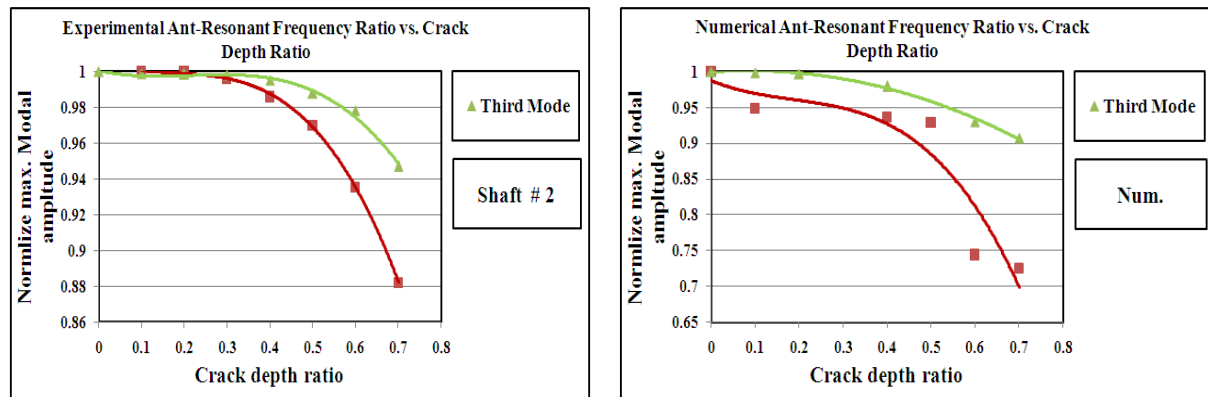 Experimental Ant-Resonant Frequency Ratio vs. Crack
Depth Ratio
Normlize max. Modal
ampltude
1
0.98
0.96
0.94
0.92
0.9
0.88
0.86
0 0.1 0.2 0.3 0.4 0.5 0.6 0.7 0.8
Crack depth ratio
Third Mode
Shaft # 2
Numerical Ant-Resonant Frequency Ratio vs. Crack
Depth Ratio
Normlize max. Modal
ampltude
1
0.95
0.9
0.85
0.8
0.75
0.7
0.65
0 0.1 0.2 0.3 0.4 0.5 0.6 0.7 0.8
Crack depth ratio
Third Mode
Num.